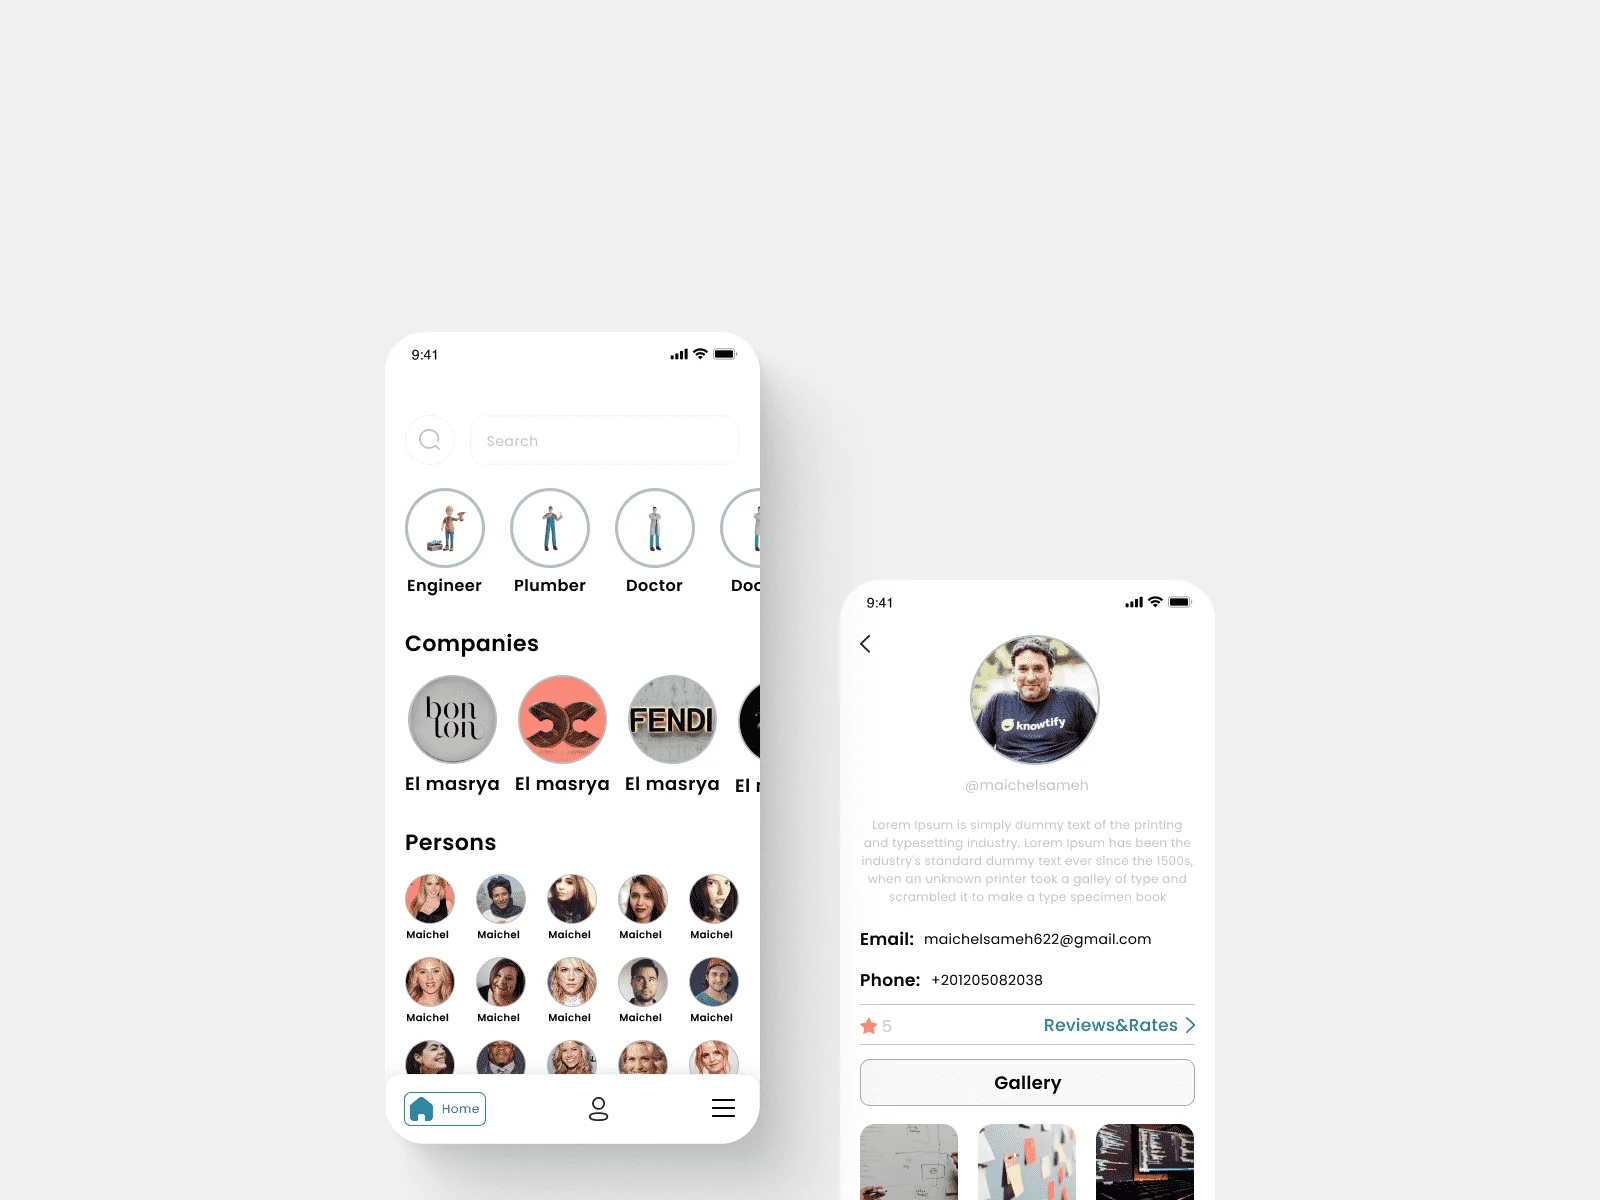 9:41
Search
Engineer Plumber Doctor Doc
Companies
bon ton
FENDI
El masrya El masrya El masrya El
Persons
Maichel Maichel Maichel Maichel Maichel
Maichel Maichel Maichel Maichel Maichel
Home
9:41
knowtify
@maichelsameh
Lorem Ipsum is simply dummy text of the printing
and typesetting industry. Lorem Ipsum has been the
industry's standard dummy text ever since the 1500s,
when an unknown printer took a galley of type and
scrambled it to make a type specimen book
Email: maichelsameh622@gmail.com
Phone: +201205082038
5 Reviews&Rates
Gallery